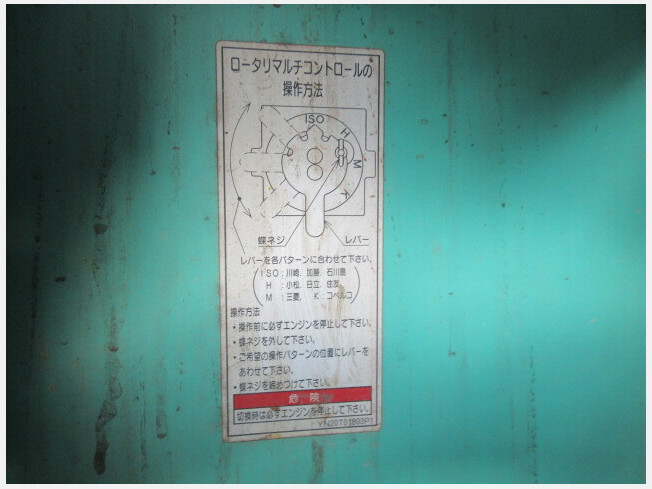 ロータリマルチコントロールの
操作方法
ISO
H
M
K
蝶ネジ
レバー
レバーを各パターンに合わせて下さい。
ISO：川崎、加藤、石川島
H：小松、日立、住友
M：三菱、K：コベルコ
操作方法
・操作前に必ずエンジンを停止して下さい。
・蝶ネジを外して下さい。
・ご希望の操作パターンの位置にレバーを
あわせて下さい。
・蝶ネジを締めつけて下さい。
危険
切換時は必ずエンジンを停止して下さい。
YN20T01893P1